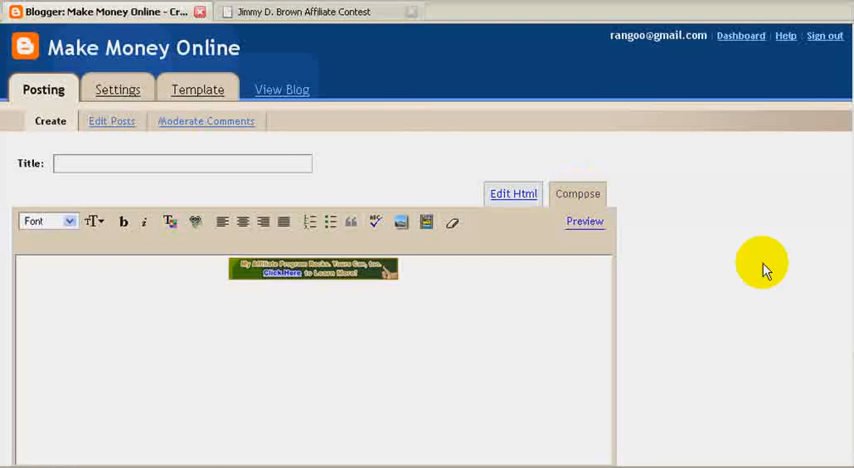 Blogger: Make Money Online - Cr...
Jimmy D. Brown Affiliate Contest
Make Money Online
rangoo@gmail.com | Dashboard | Help | Sign out
Posting
Settings
Template
View Blog
Create
Edit Posts
Moderate Comments
Title:
Edit Html
Compose
Font
b
i
ABC
Preview
My Affiliate Program Rocks. Yours Can, too.
Click Here to Learn More!